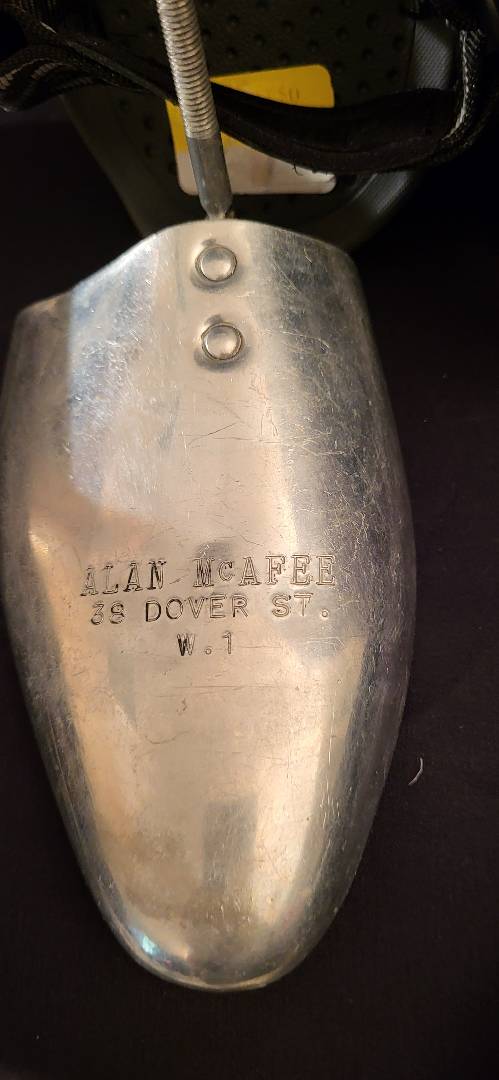 ALAN McAFEE
38 DOVER ST.
W.1